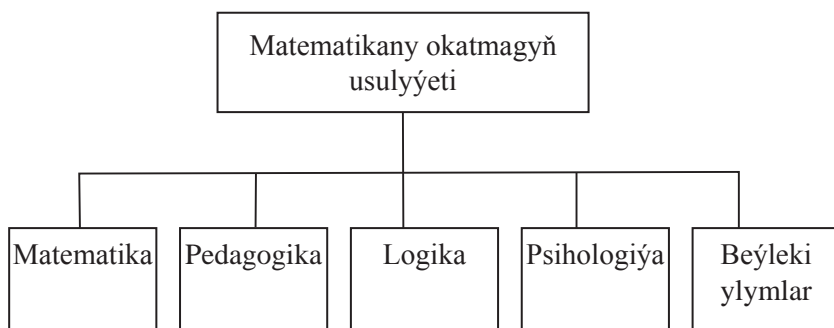 Matematikany okatmagyň
usulyýeti
Matematika
Pedagogika
Logika
Psihologiýa
Beýleki
ylymlar